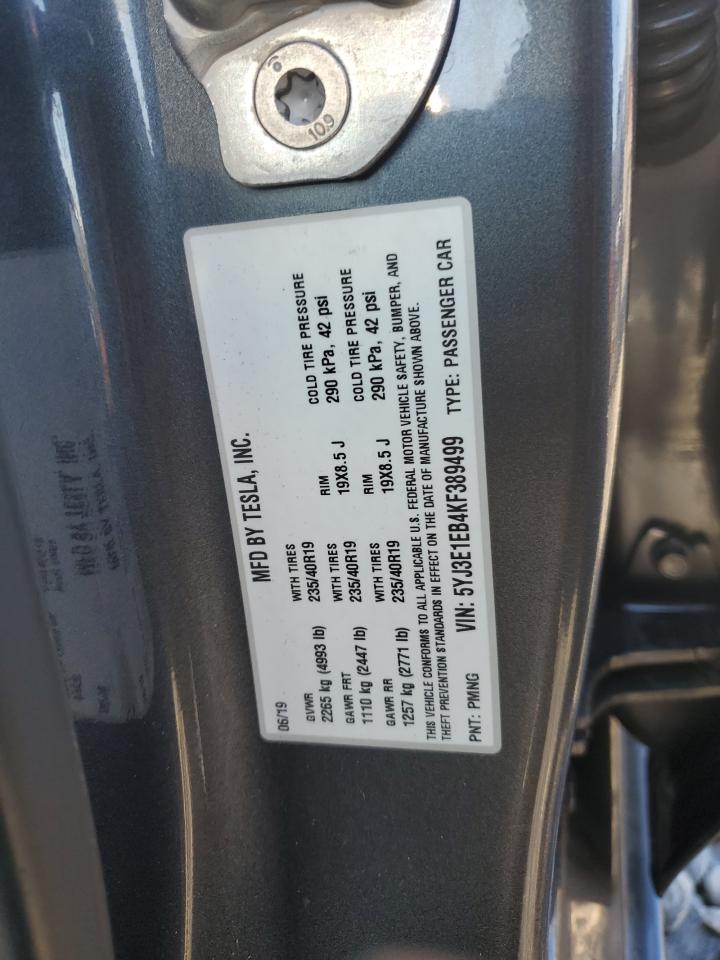 10.9
MFD BY TESLA, INC.
06/19
GVWR WITH TIRES RIM COLD TIRE PRESSURE
2265 kg (4993 lb) 235/40R19 19X8.5 J 290 kPa, 42 psi
GAWR FRT WITH TIRES RIM COLD TIRE PRESSURE
1110 kg (2447 lb) 235/40R19 19X8.5 J 290 kPa, 42 psi
GAWR RR WITH TIRES
1257 kg (2771 lb) 235/40R19
THIS VEHICLE CONFORMS TO ALL APPLICABLE U.S. FEDERAL MOTOR VEHICLE SAFETY, BUMPER, AND
THEFT PREVENTION STANDARDS IN EFFECT ON THE DATE OF MANUFACTURE SHOWN ABOVE.
PNT: PMNG VIN: 5YJ3E1EB4KF389499 TYPE: PASSENGER CAR